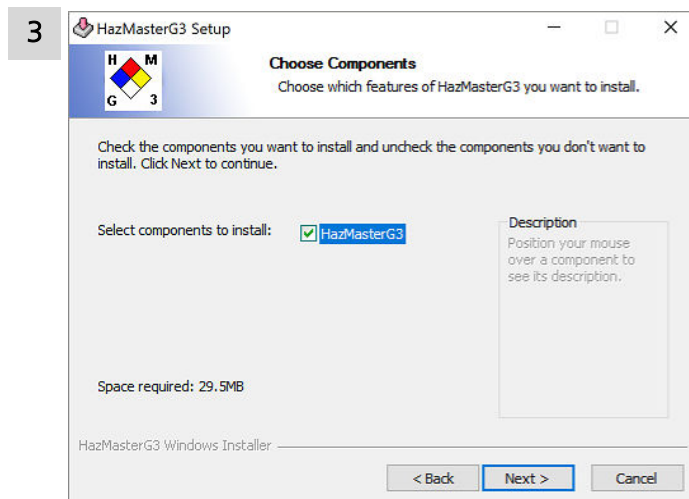 3
HazMasterG3 Setup
H M
G 3
Choose Components
Choose which features of HazMasterG3 you want to install.
Check the components you want to install and uncheck the components you don't want to
install. Click Next to continue.
Select components to install:
HazMasterG3
Description
Position your mouse
over a component to
see its description.
Space required: 29.5MB
HazMasterG3 Windows Installer
< Back
Next >
Cancel